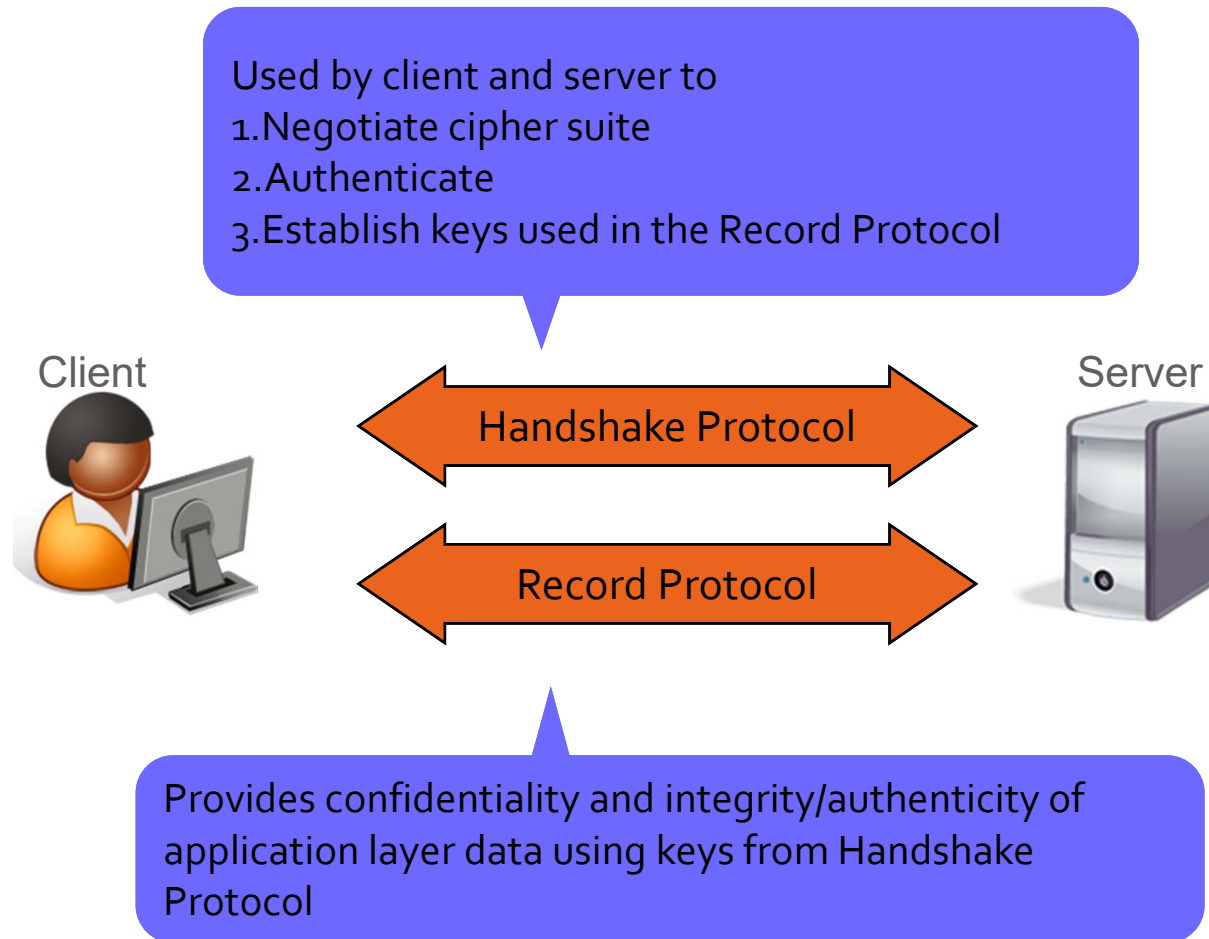 Used by client and server to
1.Negotiate cipher suite
2.Authenticate
3.Establish keys used in the Record Protocol
Client
Server
Handshake Protocol
Record Protocol
Provides confidentiality and integrity/authenticity of
application layer data using keys from Handshake
Protocol